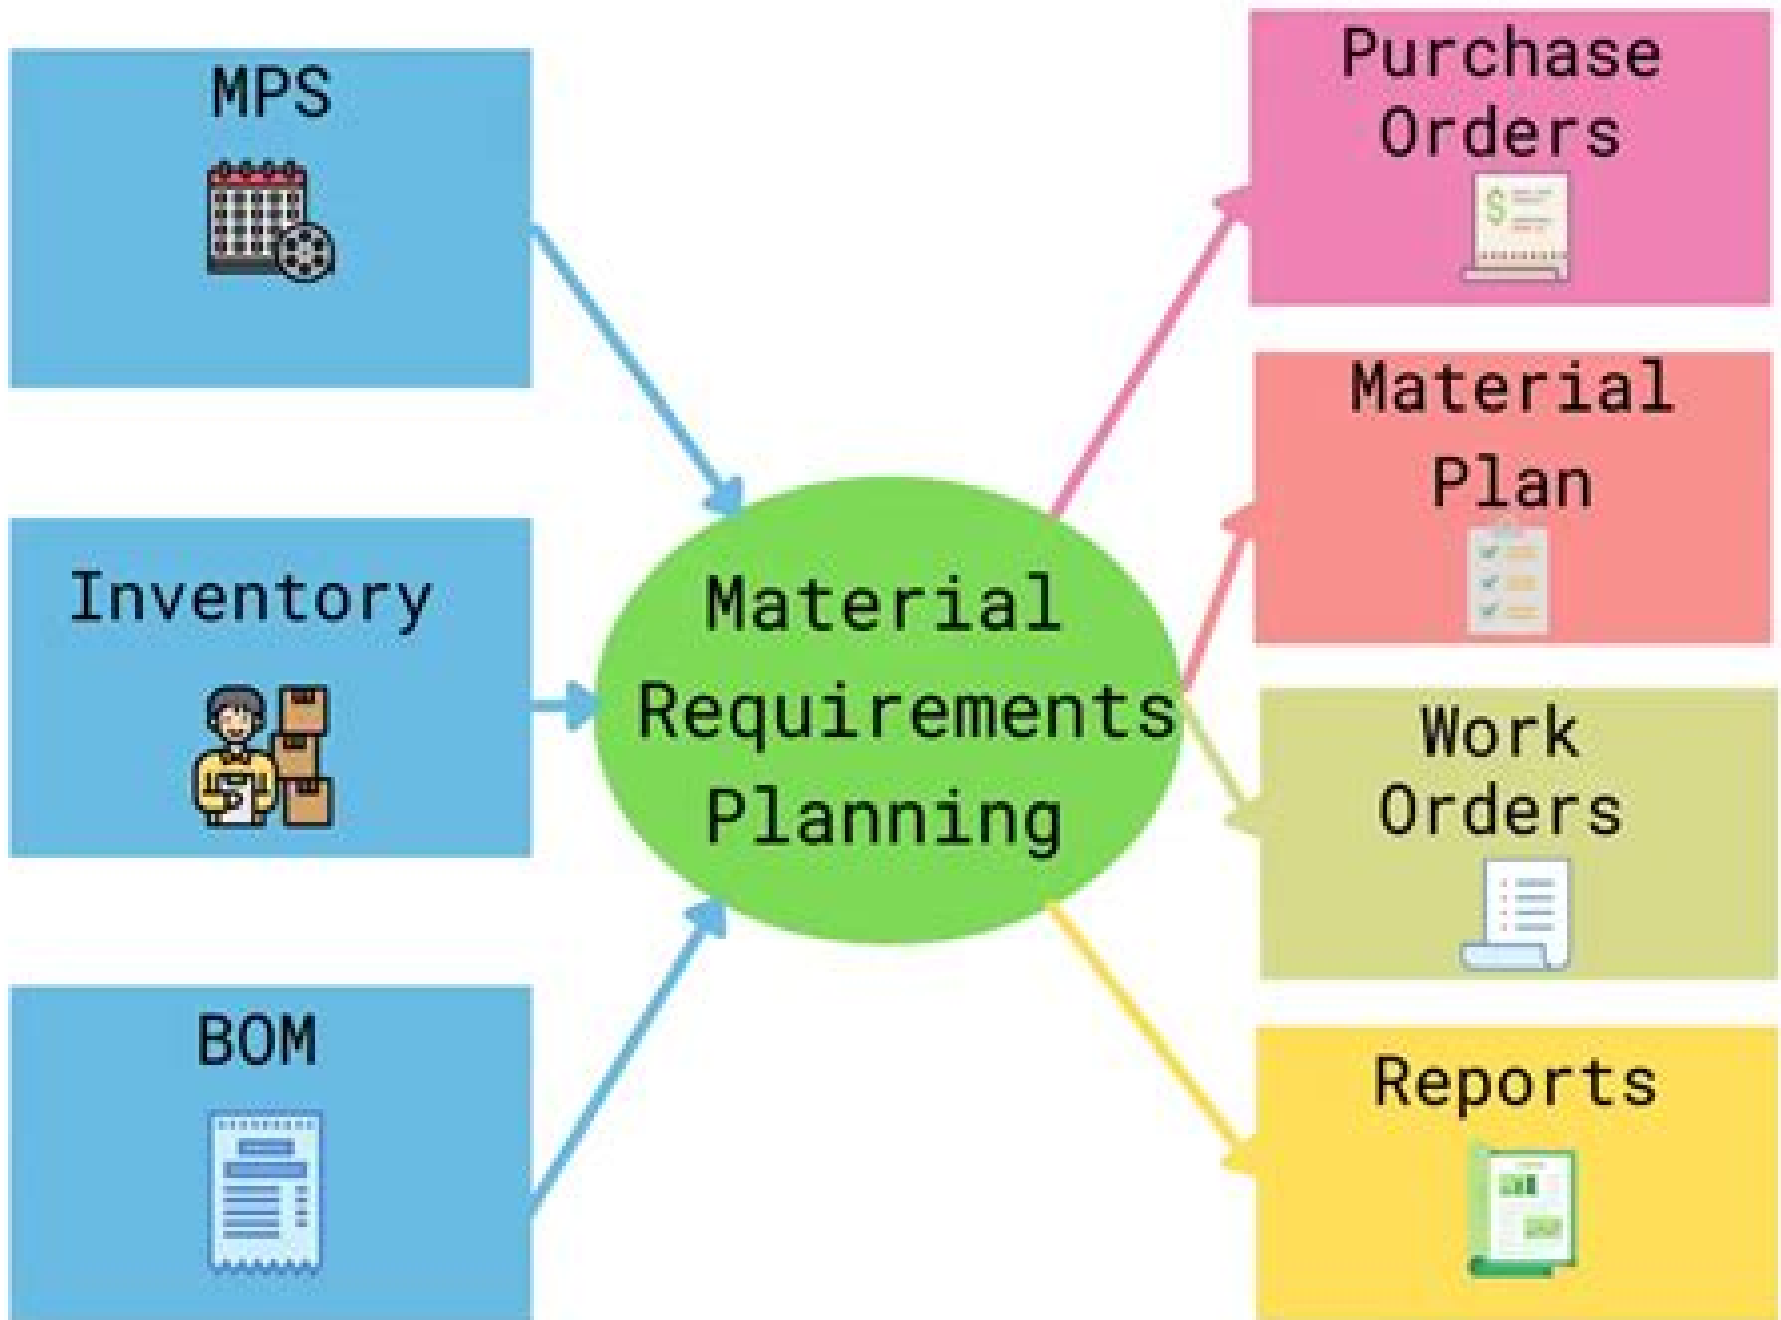 MPS
Inventory
BOM
Material
Requirements
Planning
Purchase
Orders
Material
Plan
Work
Orders
Reports